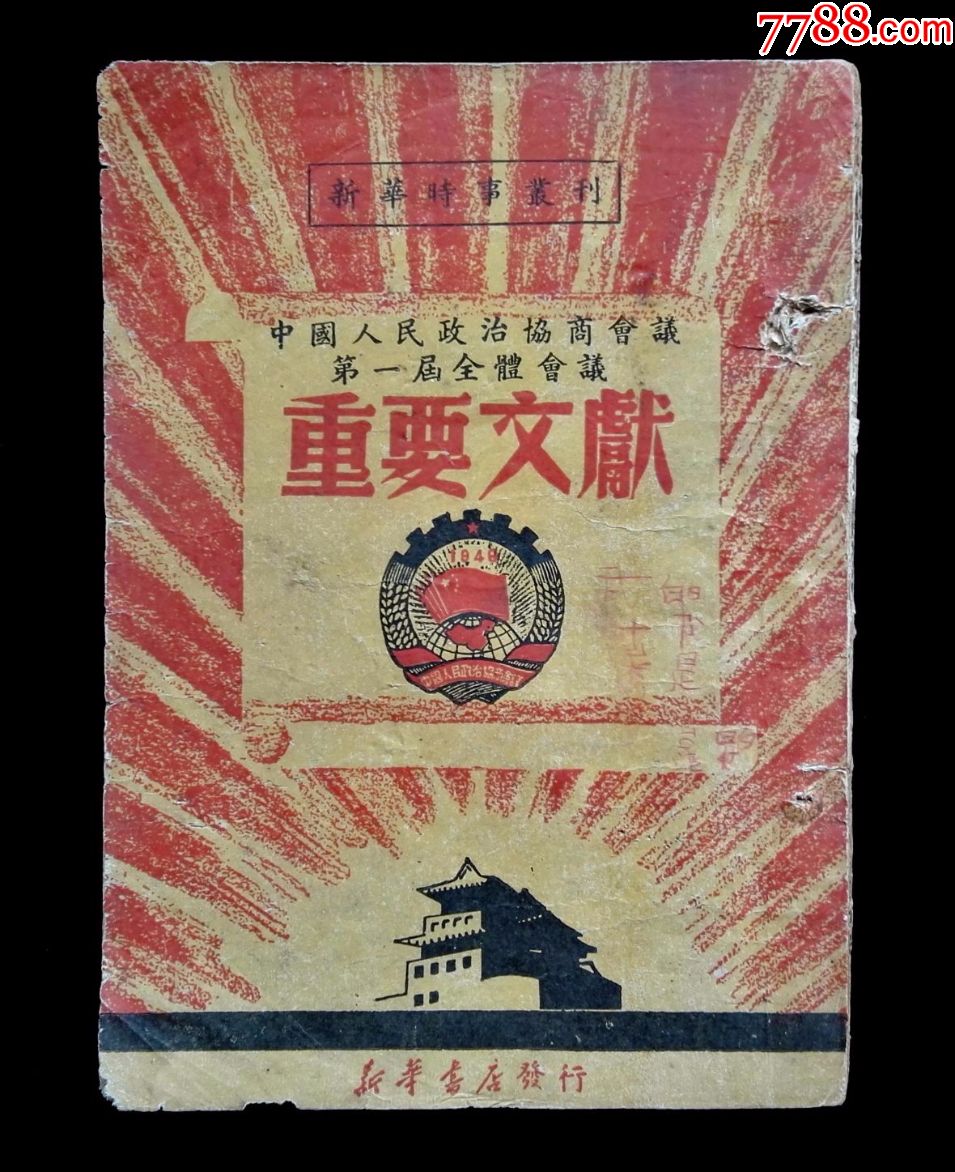 7788.com
新華時事叢刊
中國人民政治協商會議
第一屆全體會議
重要文獻
1949
中國人民政治協商會議
新華書店發行